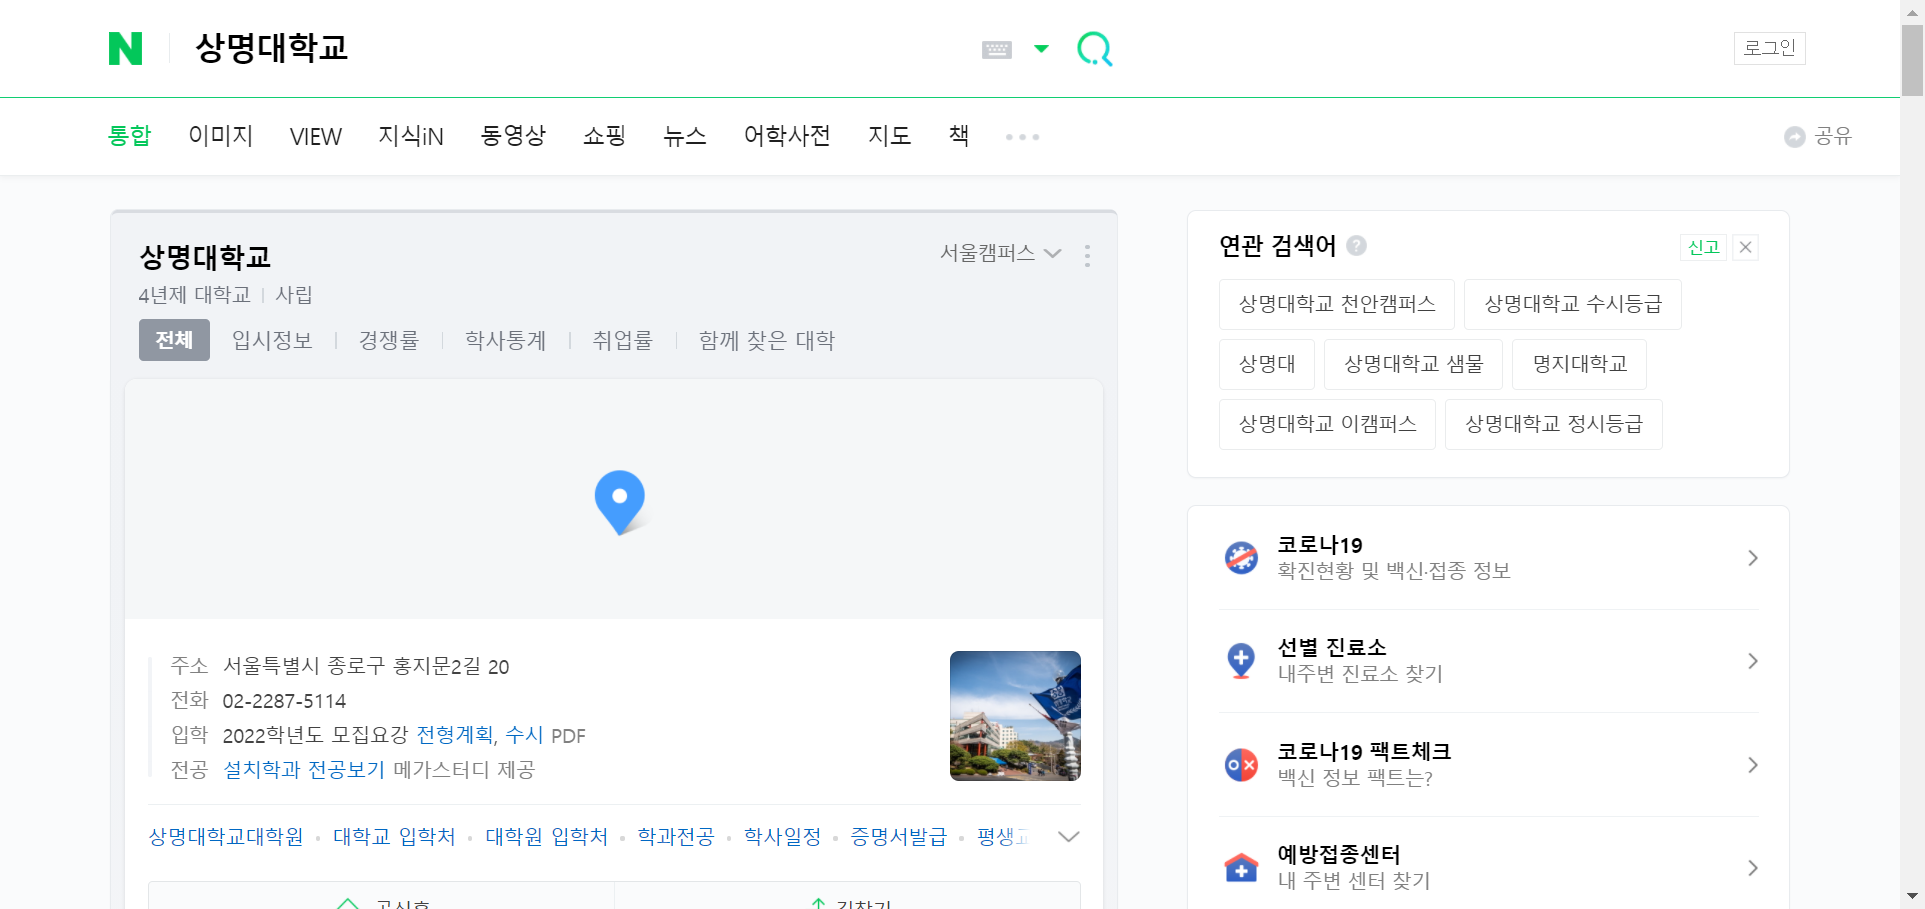 N 상명대학교
로그인
통합 이미지 VIEW 지식iN 동영상 쇼핑 뉴스 어학사전 지도 책
공유
상명대학교
서울캠퍼스
4년제 대학교 사립
전체 입시정보 경쟁률 학사통계 취업률 함께 찾은 대학
주소 서울특별시 종로구 홍지문2길 20
전화 02-2287-5114
입학 2022학년도 모집요강 전형계획, 수시 PDF
전공 설치학과 전공보기 메가스터디 제공
상명대학교대학원 대학교 입학처 대학원 입학처 학과전공 학사일정 증명서발급 평생
길찾기
연관 검색어 ?
신고
상명대학교 천안캠퍼스 상명대학교 수시등급
상명대 상명대학교 샘물 명지대학교
상명대학교 이캠퍼스 상명대학교 정시등급
코로나19
확진현황 및 백신·접종 정보
선별 진료소
내주변 진료소 찾기
코로나19 팩트체크
백신 정보 팩트는?
예방접종센터
내 주변 센터 찾기